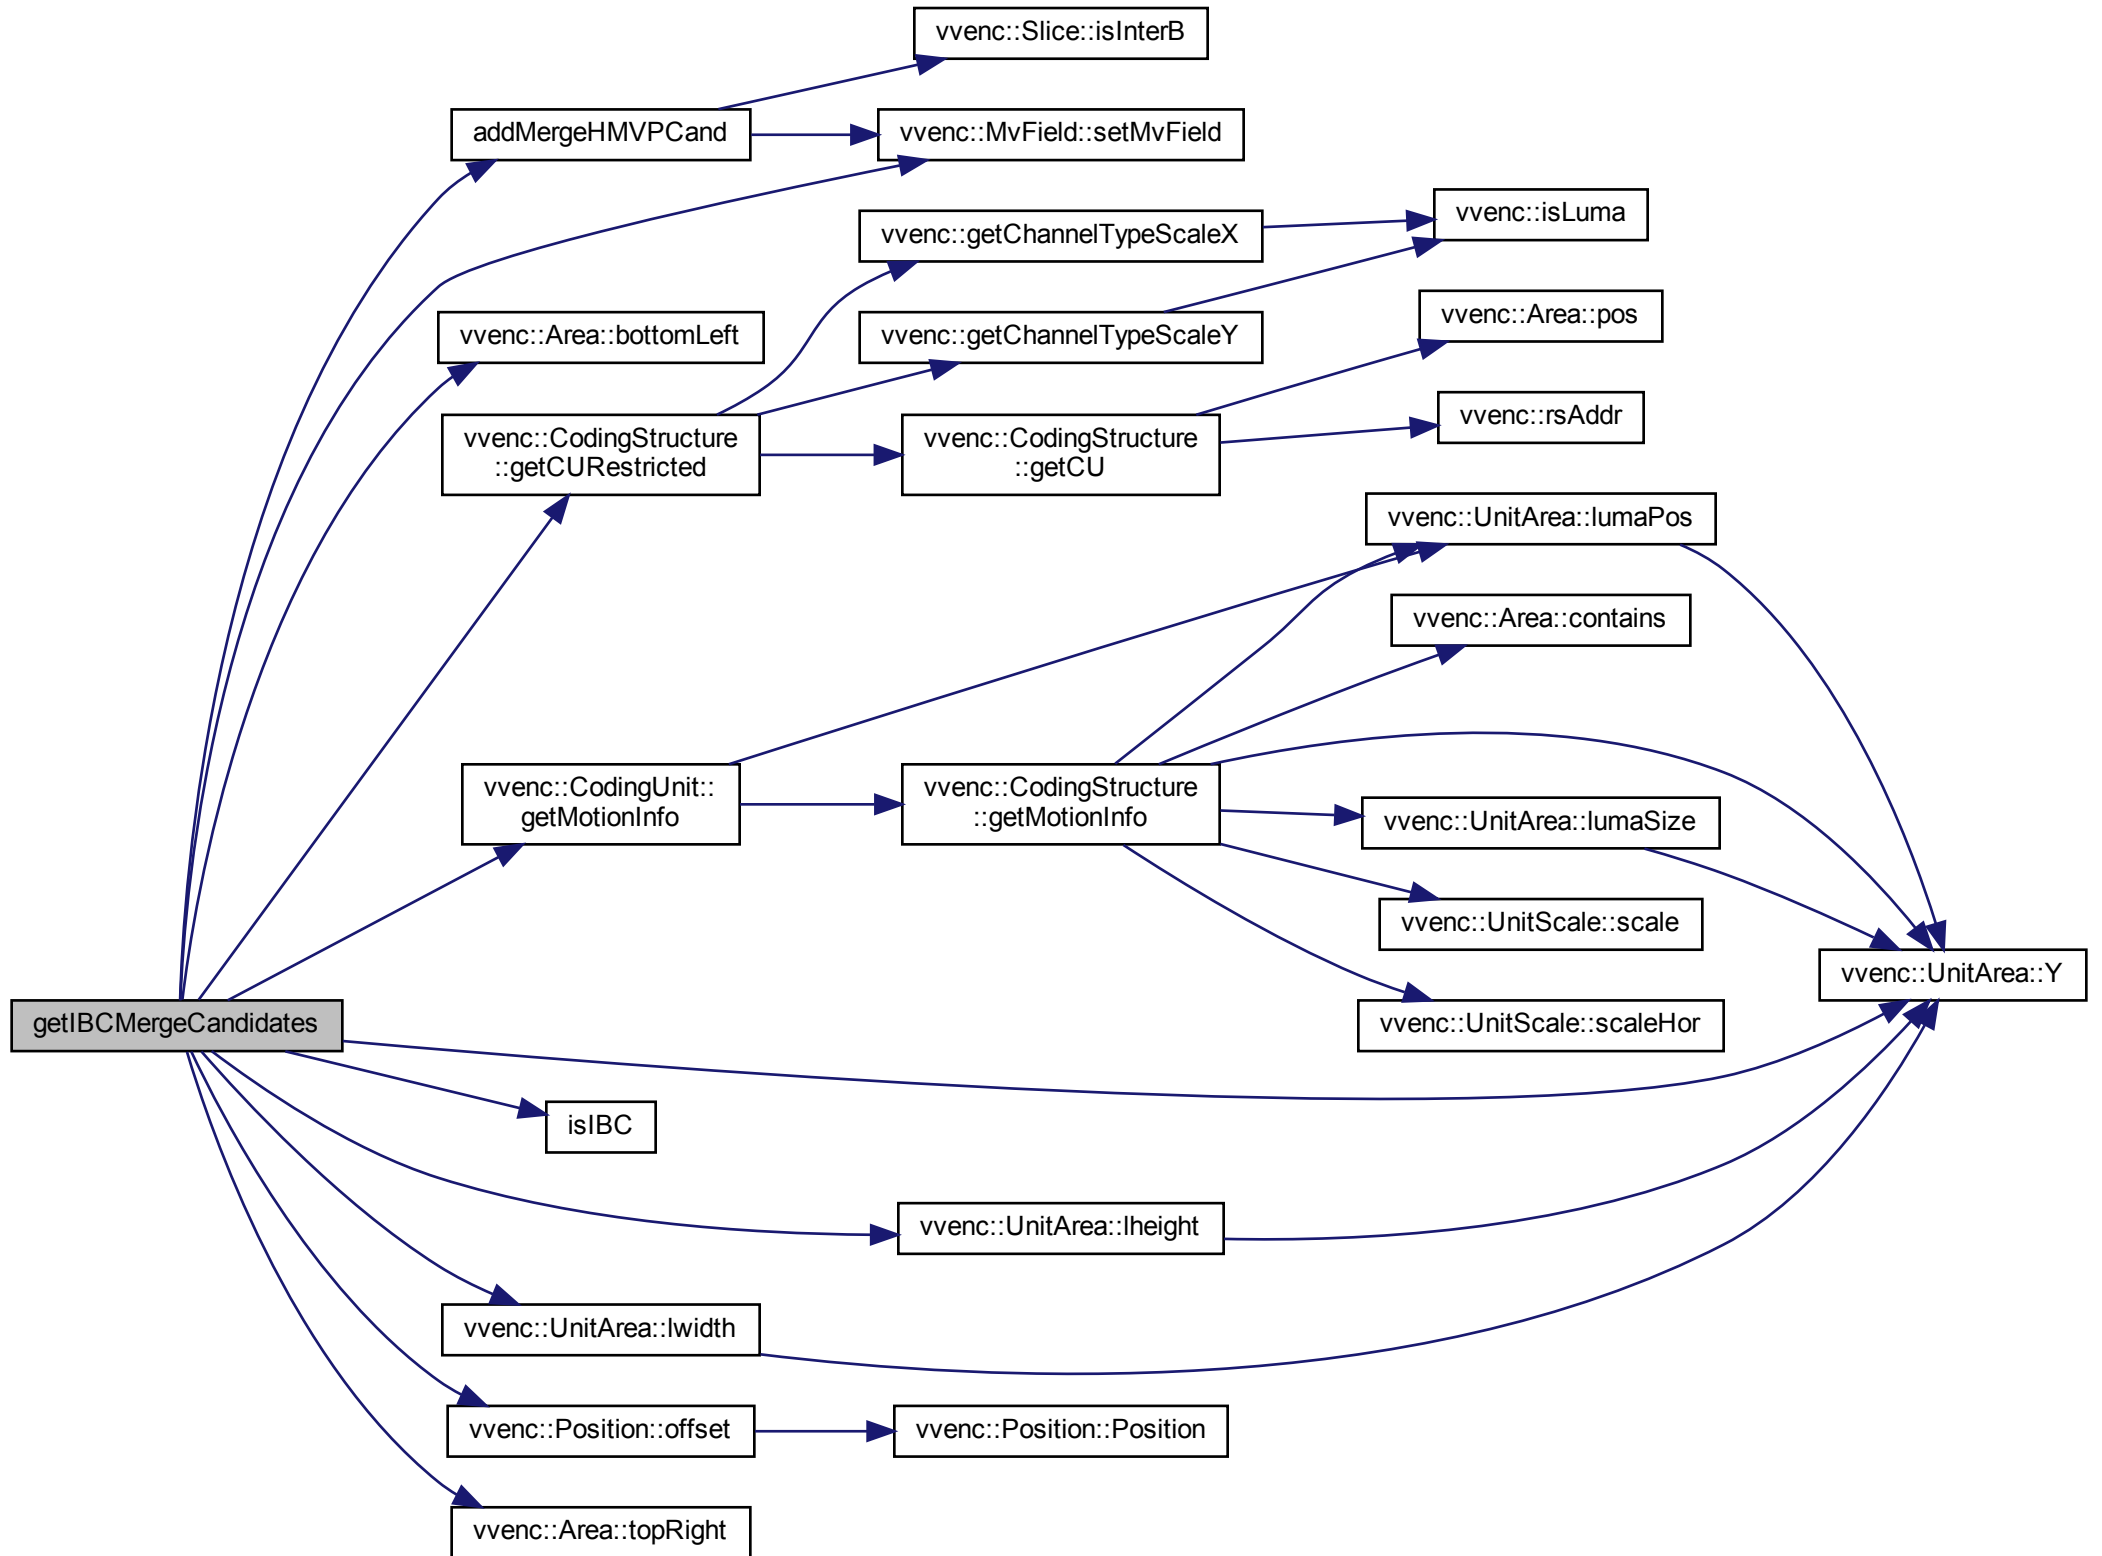 vvenc::Slice::isInterB
addMergeHMVPCand
vvenc::MvField::setMvField
vvenc::isLuma
vvenc::getChannelTypeScaleX
vvenc::Area::pos
vvenc::Area::bottomLeft
vvenc::getChannelTypeScaleY
vvenc::rsAddr
vvenc::CodingStructure
::getCURestricted
vvenc::CodingStructure
::getCU
vvenc::UnitArea::lumaPos
vvenc::Area::contains
vvenc::CodingUnit::
getMotionInfo
vvenc::CodingStructure
::getMotionInfo
vvenc::UnitArea::lumaSize
vvenc::UnitScale::scale
vvenc::UnitArea::Y
getIBCMergeCandidates
vvenc::UnitScale::scaleHor
isIBC
vvenc::UnitArea::lheight
vvenc::UnitArea::lwidth
vvenc::Position::offset
vvenc::Position::Position
vvenc::Area::topRight